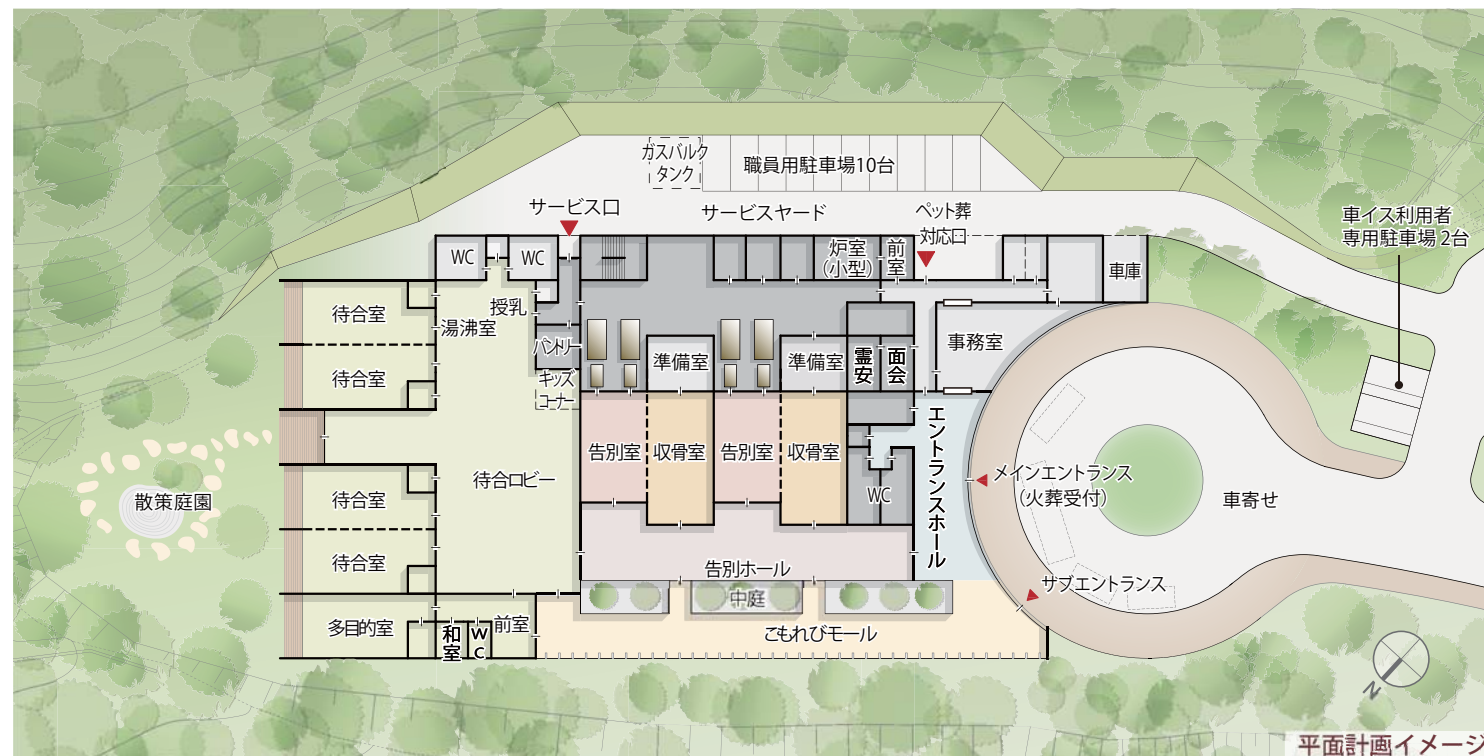 ガスバルク
タンク
職員用駐車場10台
サービス口
サービスヤード
ペット葬
対応口
車イス利用者
専用駐車場 2台
WC
WC
炉室
(小型)
前室
車庫
待合室
湯沸室
授乳
待合室
パントリー
キッズ
コーナー
準備室
準備室
霊安
面会
事務室
エントランスホール
告別室
収骨室
告別室
収骨室
WC
待合ロビー
メインエントランス
(火葬受付)
車寄せ
散策庭園
待合室
待合室
告別ホール
サブエントランス
中庭
多目的室
和室
WC
前室
こもれびモール
N
平面計画イメージ